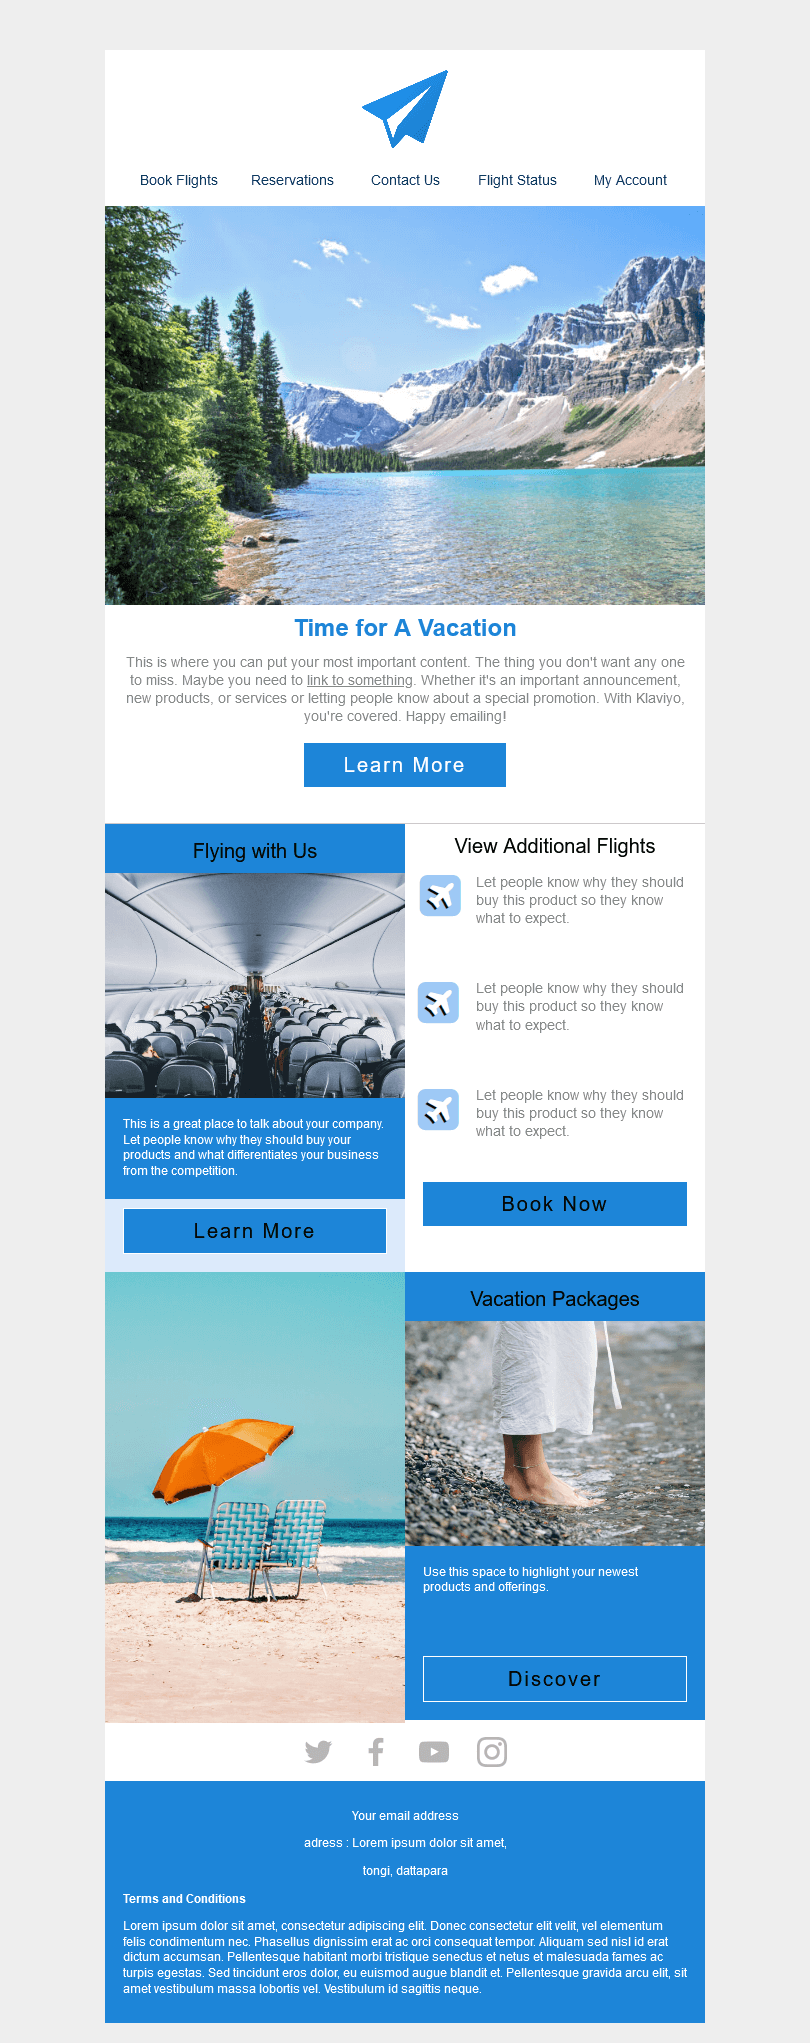 Book Flights
Reservations
Contact Us
Flight Status
My Account
Time for A Vacation
This is where you can put your most important content. The thing you don't want any one
to miss. Maybe you need to link to something. Whether it's an important announcement,
new products, or services or letting people know about a special promotion. With Klaviyo,
you're covered. Happy emailing!
Learn More
Flying with Us
This is a great place to talk about your company.
Let people know why they should buy your
products and what differentiates your business
from the competition.
Learn More
View Additional Flights
Let people know why they should
buy this product so they know
what to expect.
Let people know why they should
buy this product so they know
what to expect.
Let people know why they should
buy this product so they know
what to expect.
Book Now
Vacation Packages
Use this space to highlight your newest
products and offerings.
Discover
Your email address
adress : Lorem ipsum dolor sit amet,
tongi, dattapara
Terms and Conditions
Lorem ipsum dolor sit amet, consectetur adipiscing elit. Donec consectetur elit velit, vel elementum
felis condimentum nec. Phasellus dignissim erat ac orci consequat tempor. Aliquam sed nisl id erat
dictum accumsan. Pellentesque habitant morbi tristique senectus et netus et malesuada fames ac
turpis egestas. Sed tincidunt eros dolor, eu euismod augue blandit et. Pellentesque gravida arcu elit, sit
amet vestibulum massa lobortis vel. Vestibulum id sagittis neque.